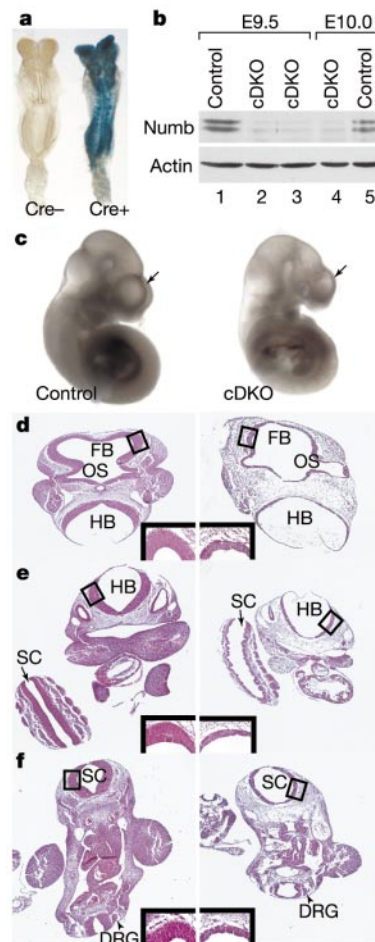 a
Cre–
Cre+
b
E9.5
E10.0
Control
cDKO
cDKO
cDKO
Control
Numb
Actin
1 2 3 4 5
c
Control
cDKO
d
FB
OS
HB
FB
OS
HB
e
HB
SC
HB
SC
f
SC
DRG
SC
DRG